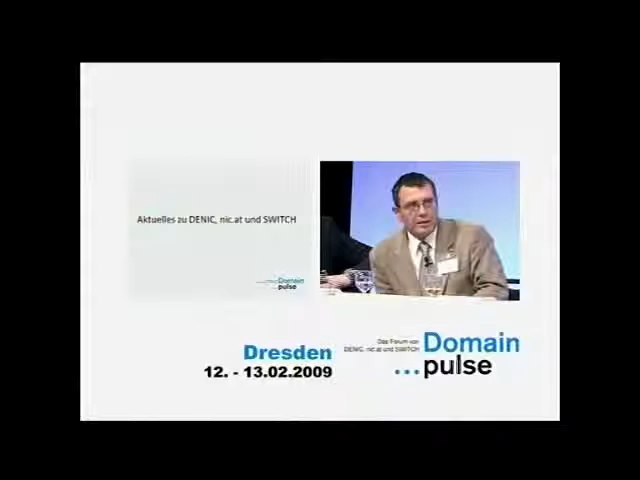 Aktuelles zu DENIC, nic.at und SWITCH
Domain
...pulse
Dresden
12. - 13.02.2009
Das Forum von
DENIC, nic.at und SWITCH
Domain
...pulse